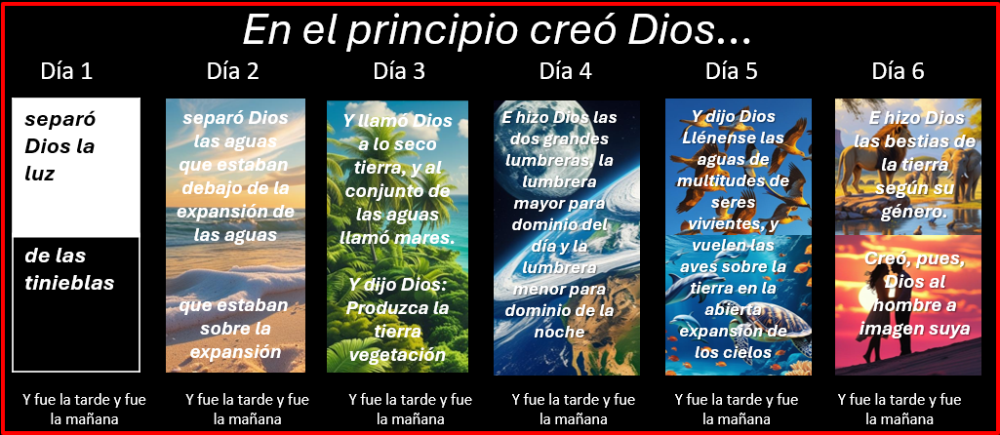 En el principio creó Dios...
Día 1
Día 2
Día 3
Día 4
Día 5
Día 6
separó
Dios la
luz
de las
tinieblas
separó Dios
las aguas
que estaban
debajo de la
expansión de
las aguas
que estaban
sobre la
expansión
Y llamó Dios
a lo seco
tierra, y al
conjunto de
las aguas
llamó mares.
Y dijo Dios:
Produzca la
tierra
vegetación
E hizo Dios las
dos grandes
lumbreras, la
lumbrera
mayor para
dominio del
día y la
lumbrera
menor para
dominio de la
noche
Y dijo Dios
Llénense las
aguas de
multitudes de
seres
vivientes, y
vuelen las
aves sobre la
tierra en la
abierta
expansión de
los cielos
E hizo Dios
las bestias de
la tierra
según su
género.
Creó, pues,
Dios al
hombre a
imagen suya
Y fue la tarde y fue
la mañana
Y fue la tarde y fue
la mañana
Y fue la tarde y fue
la mañana
Y fue la tarde y fue
la mañana
Y fue la tarde y fue
la mañana
Y fue la tarde y fue
la mañana